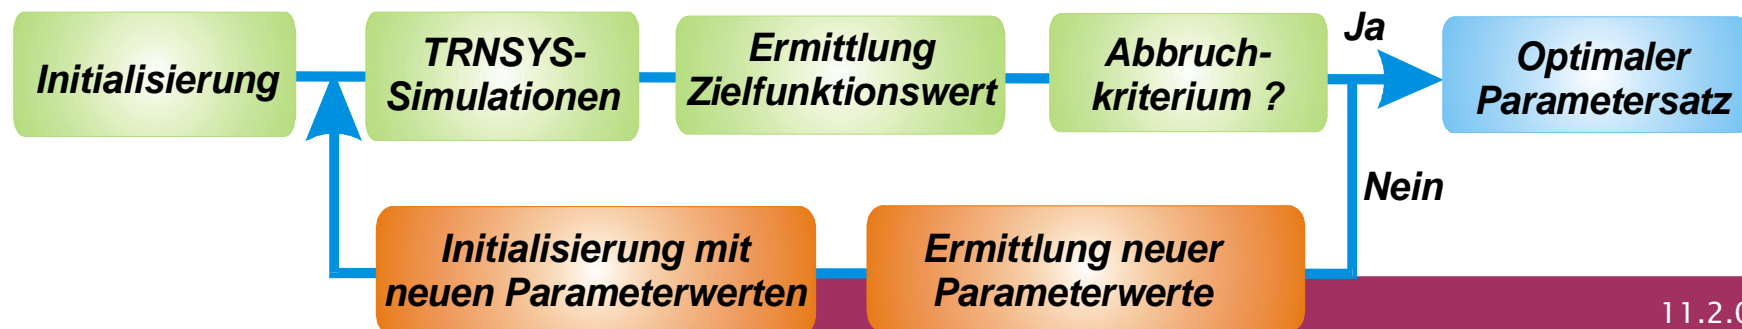 Initialisierung
TRNSYS-
Simulationen
Ermittlung
Zielfunktionswert
Abbruch-
kriterium ?
Ja
Optimaler
Parametersatz
Nein
Ermittlung neuer
Parameterwerte
Initialisierung mit
neuen Parameterwerten
11.2.0